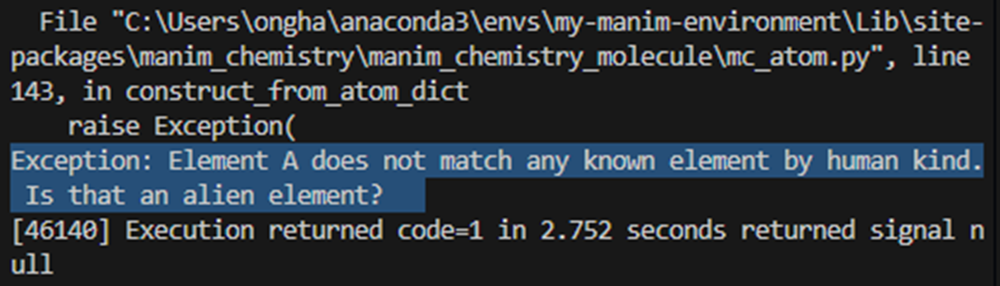 File "C:\Users\ongha\anaconda3\envs\my-manim-environment\Lib\site-
packages\manim_chemistry\manim_chemistry_molecule\mc_atom.py", line
143, in construct_from_atom_dict
raise Exception(
Exception: Element A does not match any known element by human kind.
Is that an alien element?
[46140] Execution returned code=1 in 2.752 seconds returned signal n
ull